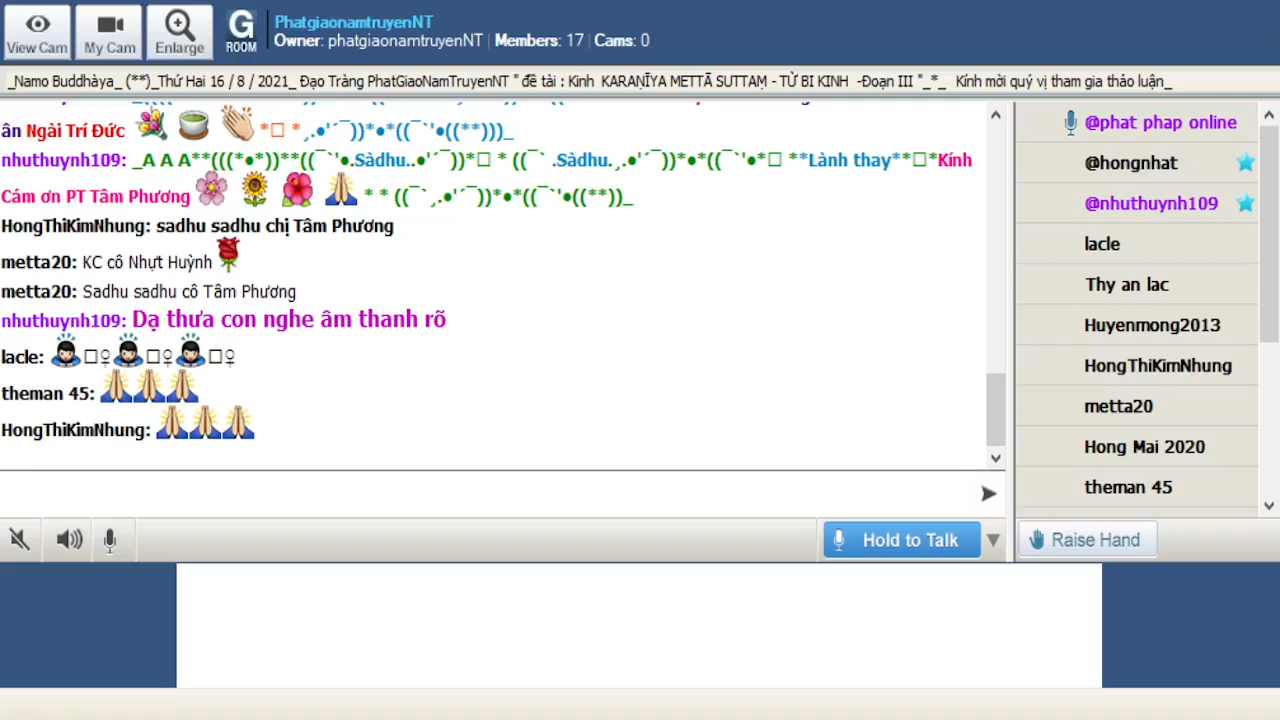 View Cam
My Cam
Enlarge
G
ROOM
PhatgiaonamtruyenNT
Owner: phatgiaonamtruyenNT | Members: 17 | Cams: 0
_Namo Buddhàya_ (**)_Thứ Hai 16 / 8 / 2021_ Đạo Tràng PhatGiaoNamTruyenNT " đề tài : Kinh KARAṆĪYA METTĀ SUTTAṂ - TỪ BI KINH -Đoạn III "_*_ Kính mời quý vị tham gia thảo luận_
ân Ngài Trí Đức *□ *¸.●'´¯))*●*((¯`'●((**)))_
nhuthuynh109: _A A A**(((*●*))**((¯`'●.Sàdhu..●'´¯))*□ * ((¯` .Sàdhu.¸.●'´¯))*●*((¯`'●*□ **Lành thay**□*Kính
Cám ơn PT Tâm Phương * * ((¯`¸.●'´¯))*●*((¯`'●((**))_
HongThiKimNhung: sadhu sadhu chị Tâm Phương
metta20: KC cô Nhựt Huỳnh
metta20: Sadhu sadhu cô Tâm Phương
nhuthuynh109: Dạ thưa con nghe âm thanh rõ
lacle: □♀□♀□♀
theman 45:
HongThiKimNhung:
@phat phap online
@hongnhat
@nhuthuynh109
lacle
Thy an lac
Huyenmong2013
HongThiKimNhung
metta20
Hong Mai 2020
theman 45
Hold to Talk
Raise Hand